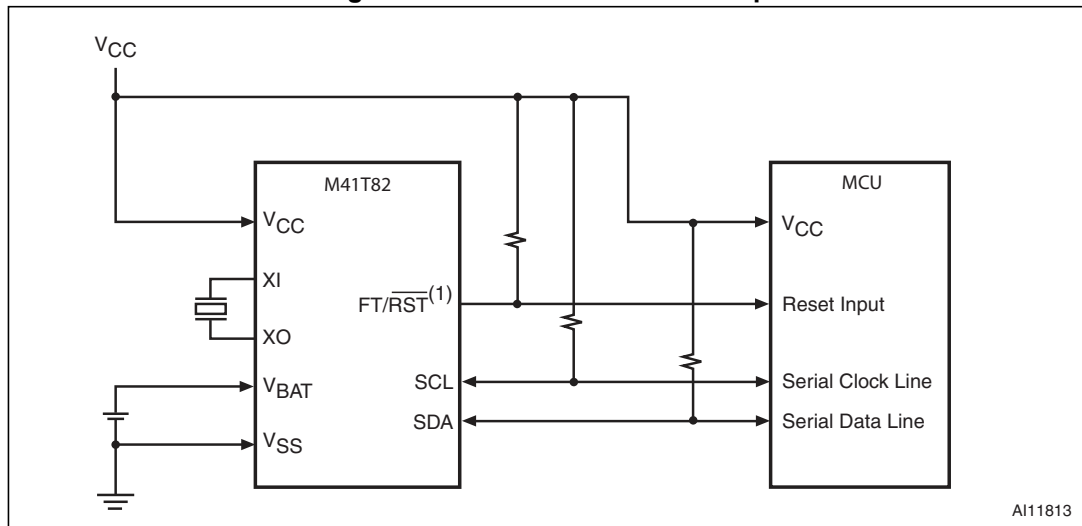 VCC
M41T82
VCC
XI
XO
VBAT
VSS
FT/RST(1)
SCL
SDA
MCU
VCC
Reset Input
Serial Clock Line
Serial Data Line
AI11813